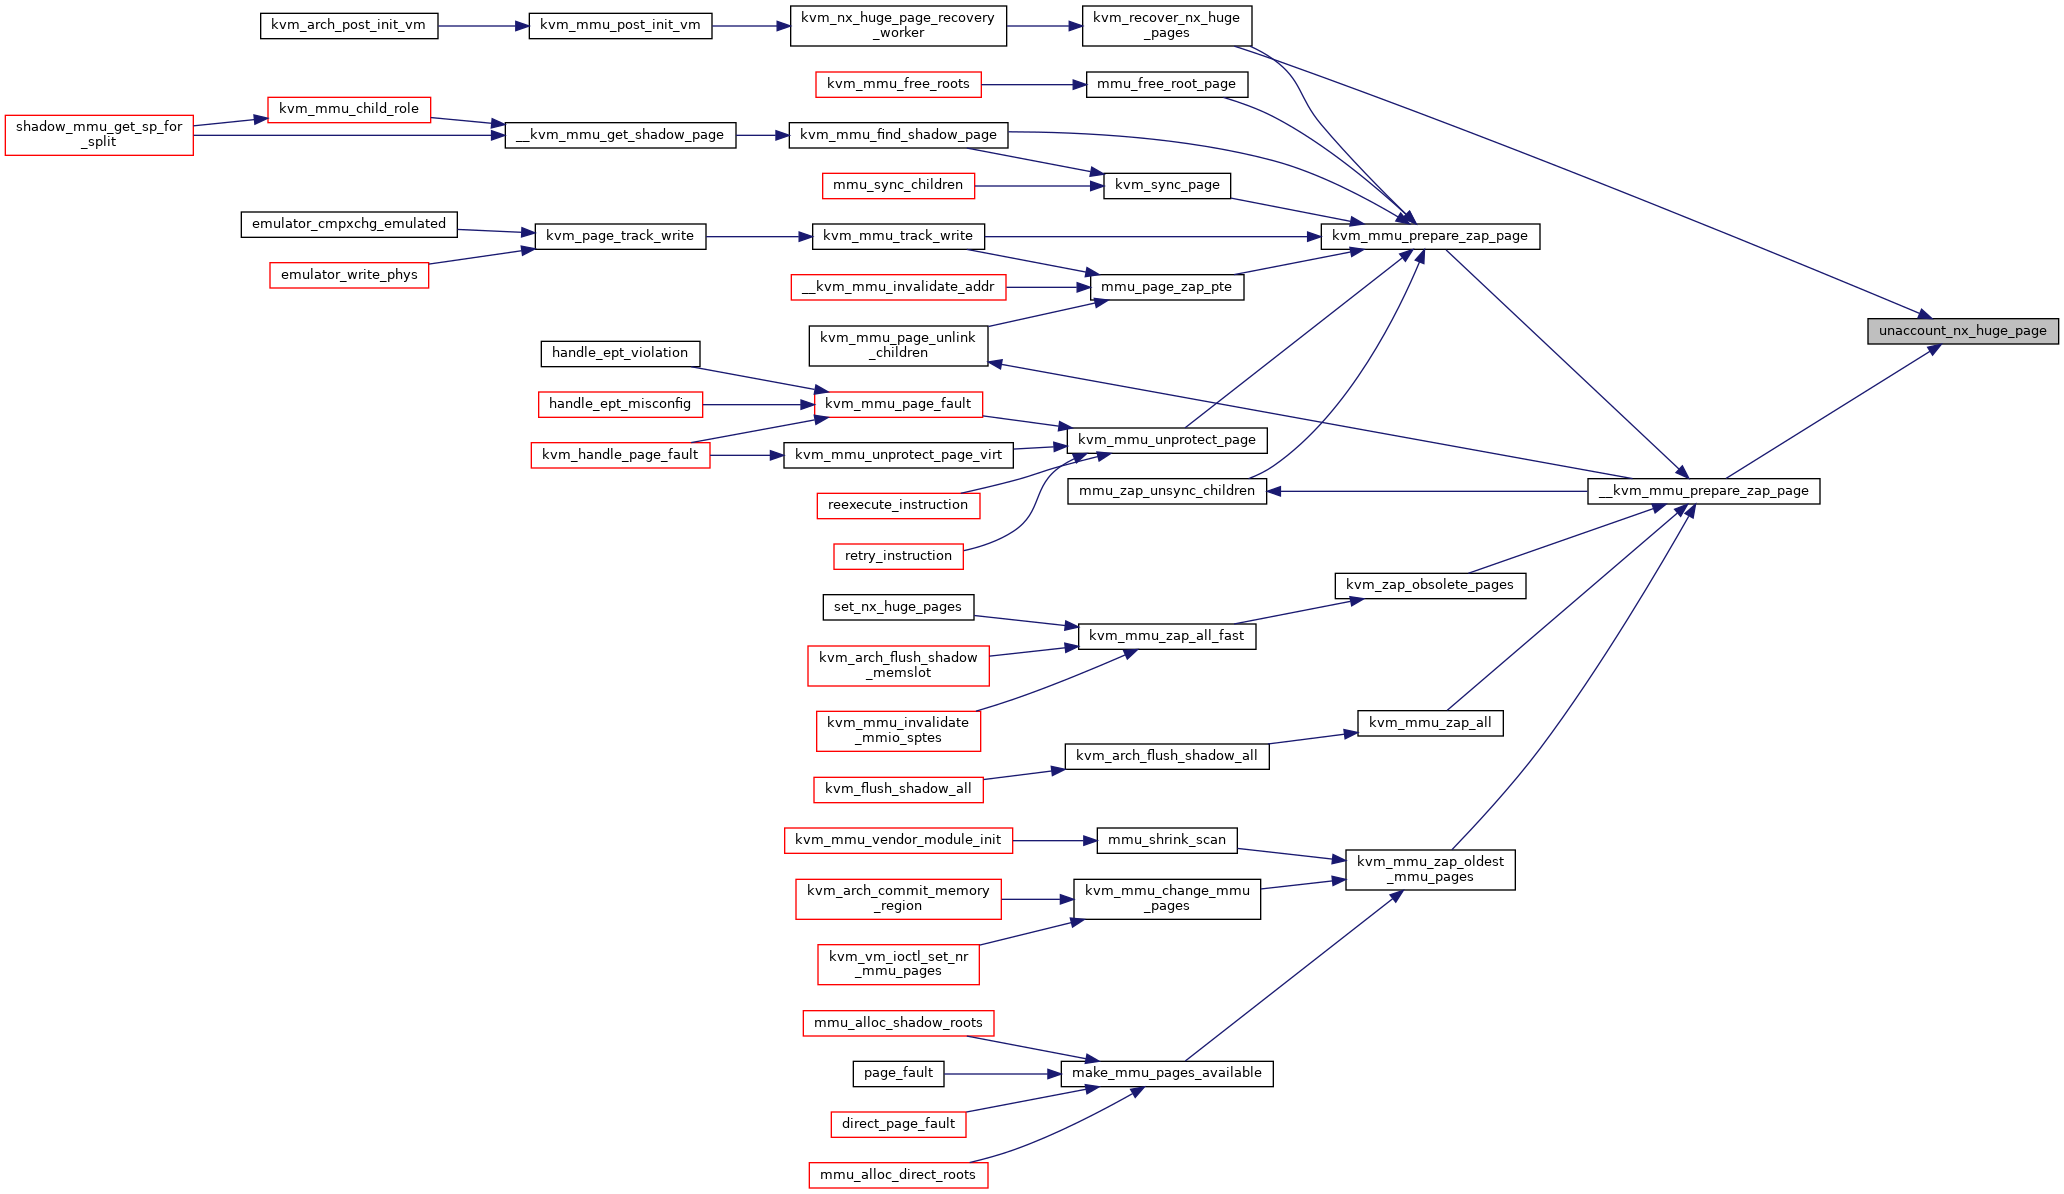 kvm_arch_post_init_vm
kvm_mmu_post_init_vm
kvm_nx_huge_page_recovery
_worker
kvm_recover_nx_huge
_pages
kvm_mmu_free_roots
mmu_free_root_page
shadow_mmu_get_sp_for
_split
kvm_mmu_child_role
__kvm_mmu_get_shadow_page
kvm_mmu_find_shadow_page
mmu_sync_children
kvm_sync_page
emulator_cmpxchg_emulated
emulator_write_phys
kvm_page_track_write
kvm_mmu_track_write
kvm_mmu_prepare_zap_page
__kvm_mmu_invalidate_addr
mmu_page_zap_pte
kvm_mmu_page_unlink
_children
unaccount_nx_huge_page
handle_ept_violation
handle_ept_misconfig
kvm_mmu_page_fault
kvm_handle_page_fault
kvm_mmu_unprotect_page_virt
kvm_mmu_unprotect_page
reexecute_instruction
mmu_zap_unsync_children
__kvm_mmu_prepare_zap_page
retry_instruction
kvm_zap_obsolete_pages
set_nx_huge_pages
kvm_mmu_zap_all_fast
kvm_arch_flush_shadow
_memslot
kvm_mmu_invalidate
_mmio_sptes
kvm_mmu_zap_all
kvm_arch_flush_shadow_all
kvm_flush_shadow_all
kvm_mmu_vendor_module_init
mmu_shrink_scan
kvm_mmu_zap_oldest
_mmu_pages
kvm_arch_commit_memory
_region
kvm_mmu_change_mmu
_pages
kvm_vm_ioctl_set_nr
_mmu_pages
mmu_alloc_shadow_roots
page_fault
make_mmu_pages_available
direct_page_fault
mmu_alloc_direct_roots